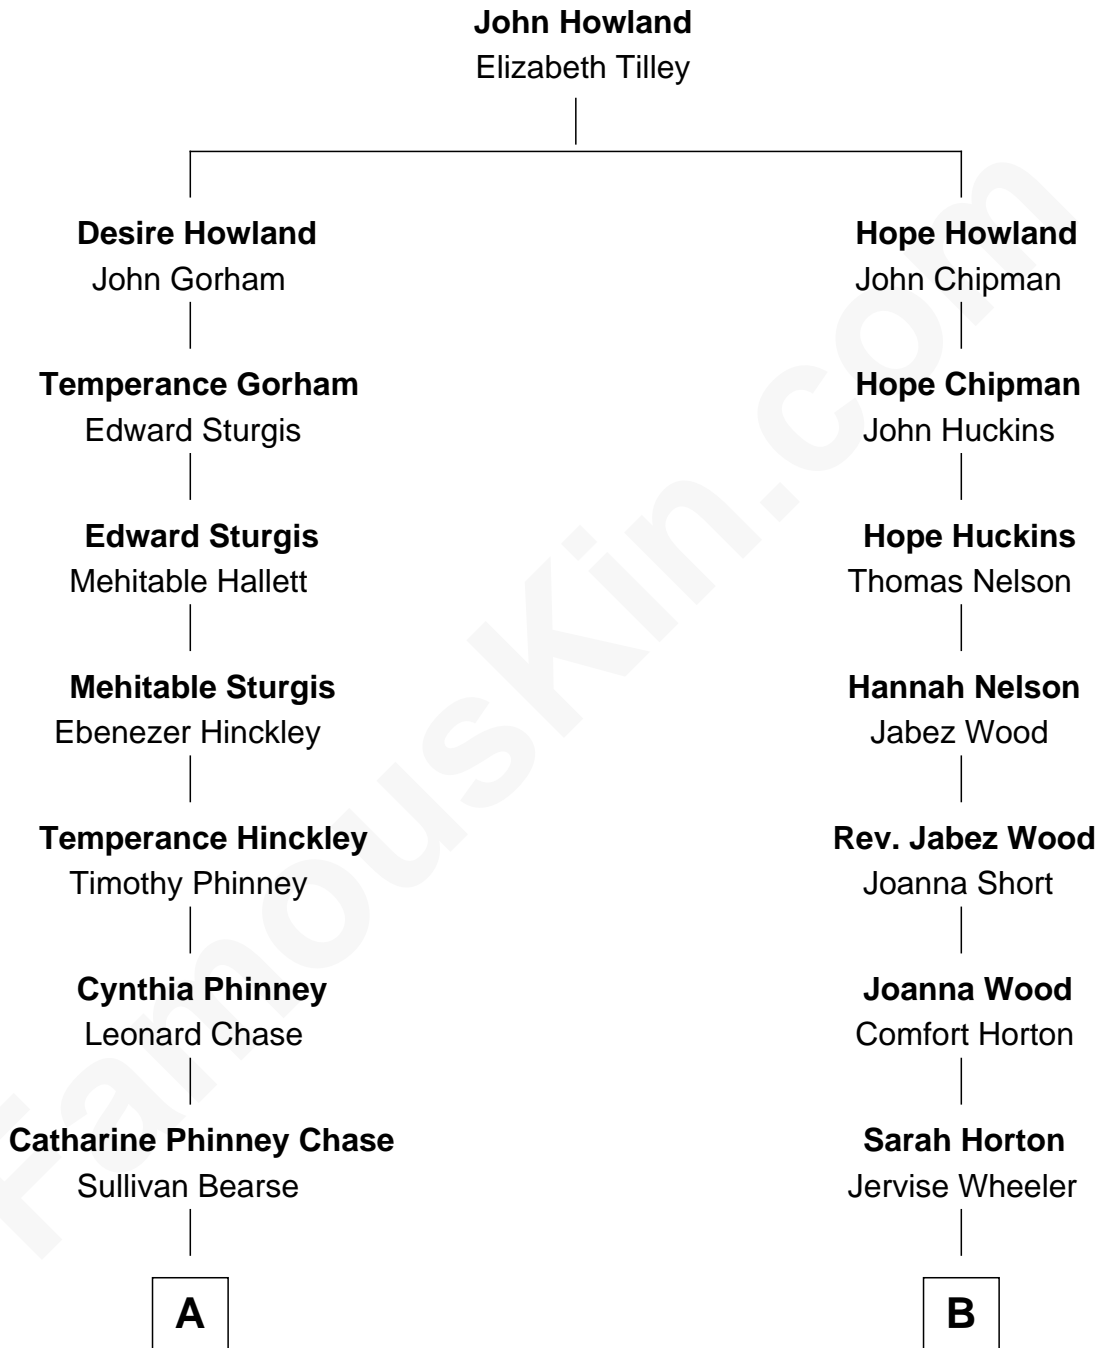 John Howland
Elizabeth Tilley
Desire Howland
John Gorham
Temperance Gorham
Edward Sturgis
Edward Sturgis
Mehitable Hallett
Mehitable Sturgis
Ebenezer Hinckley
Temperance Hinckley
Timothy Phinney
Cynthia Phinney
Leonard Chase
Catharine Phinney Chase
Sullivan Bearse
A
Hope Howland
John Chipman
Hope Chipman
John Huckins
Hope Huckins
Thomas Nelson
Hannah Nelson
Jabez Wood
Rev. Jabez Wood
Joanna Short
Joanna Wood
Comfort Horton
Sarah Horton
Jervise Wheeler
B
FamousKin.com